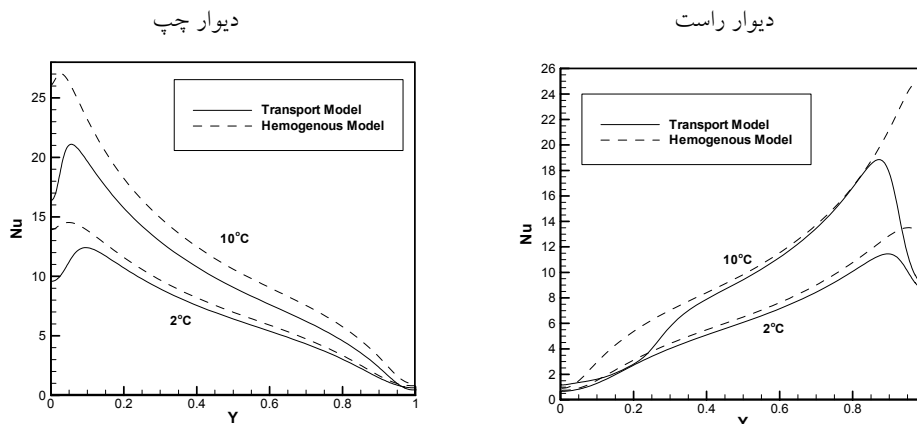 دیوار چپ
دیوار راست
Nu
25
20
15
10
5
0
0
0.2
0.4
0.6
0.8
1
Y
Transport Model
Hemogenous Model
10°C
2°C
Nu
26
24
22
20
18
16
14
12
10
8
6
4
2
0
0
0.2
0.4
0.6
0.8
Y
Transport Model
Hemogenous Model
10°C
2°C